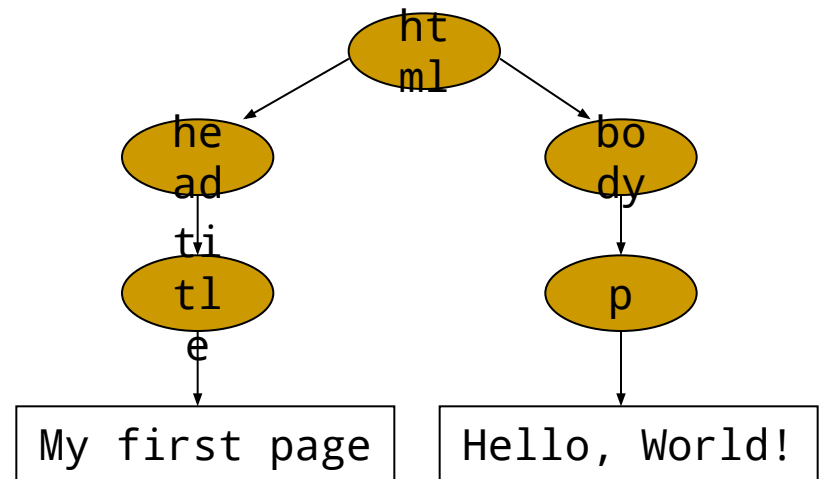 ht
ml
he
ad
bo
dy
ti
tl
e
p
My first page
Hello, World!